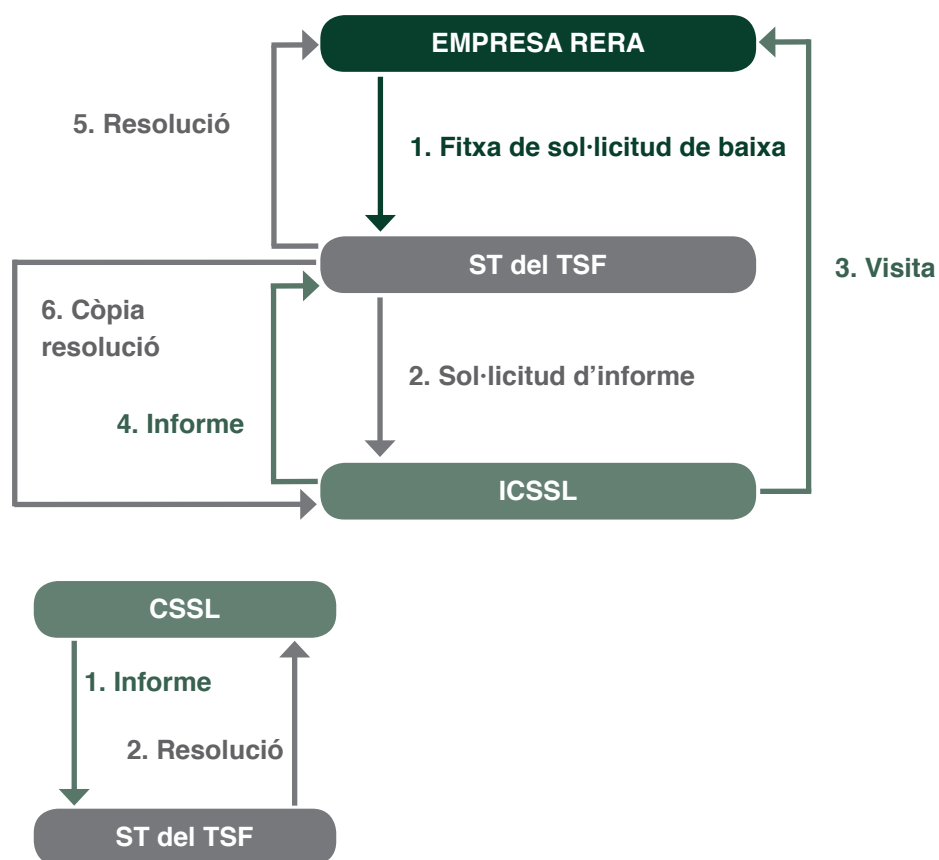 EMPRESA RERA
5. Resolució
1. Fitxa de sol·licitud de baixa
ST del TSF
3. Visita
6. Còpia
resolució
2. Sol·licitud d’informe
4. Informe
ICSSL
CSSL
1. Informe
2. Resolució
ST del TSF